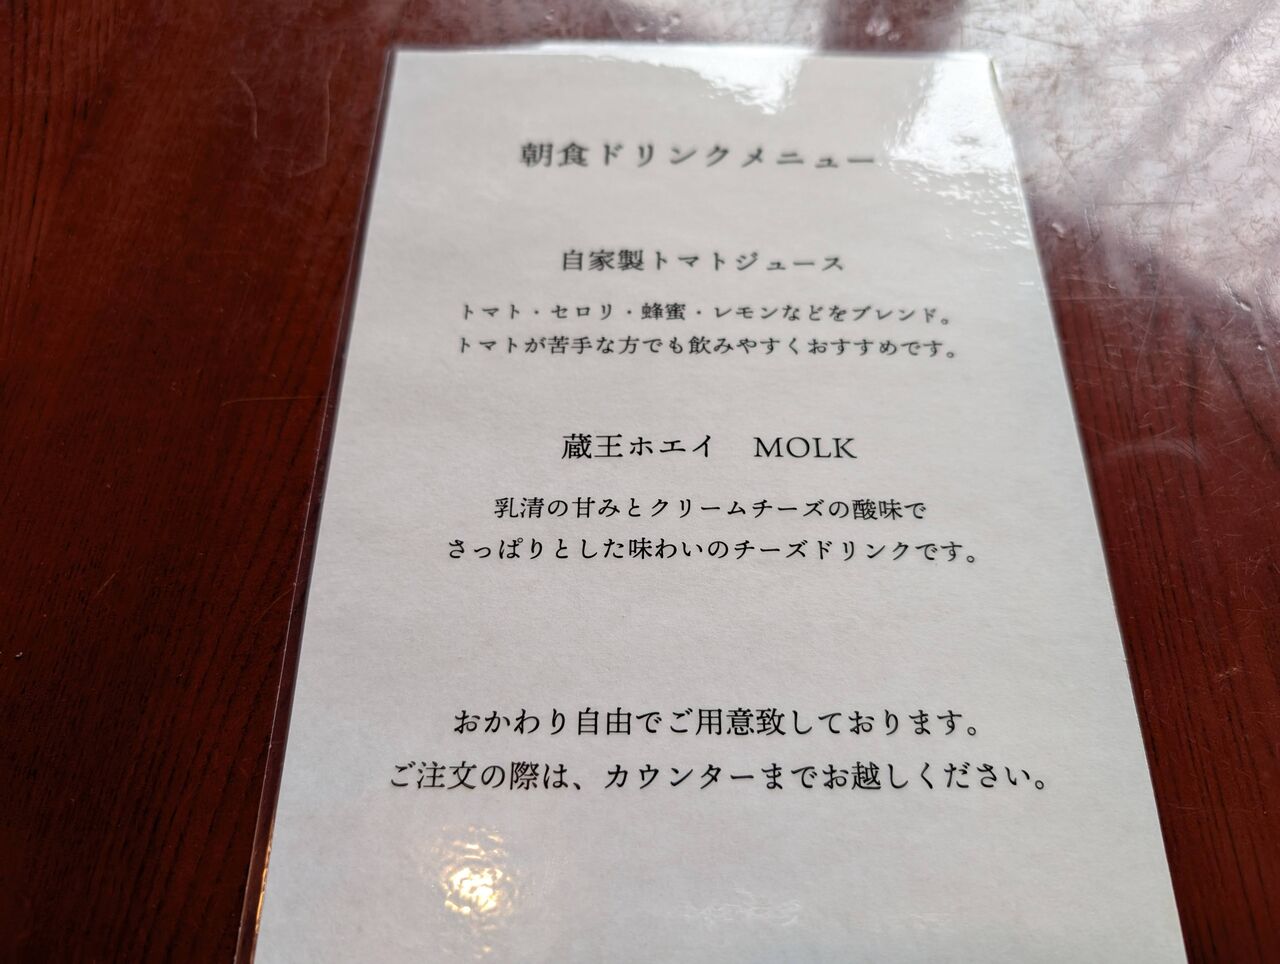 朝食ドリンクメニュー
自家製トマトジュース
トマト・セロリ・蜂蜜・レモンなどをブレンド。
トマトが苦手な方でも飲みやすくおすすめです。
蔵王ホエイ　MOLK
乳清の甘みとクリームチーズの酸味で
さっぱりとした味わいのチーズドリンクです。
おかわり自由でご用意致しております。
ご注文の際は、カウンターまでお越しください。